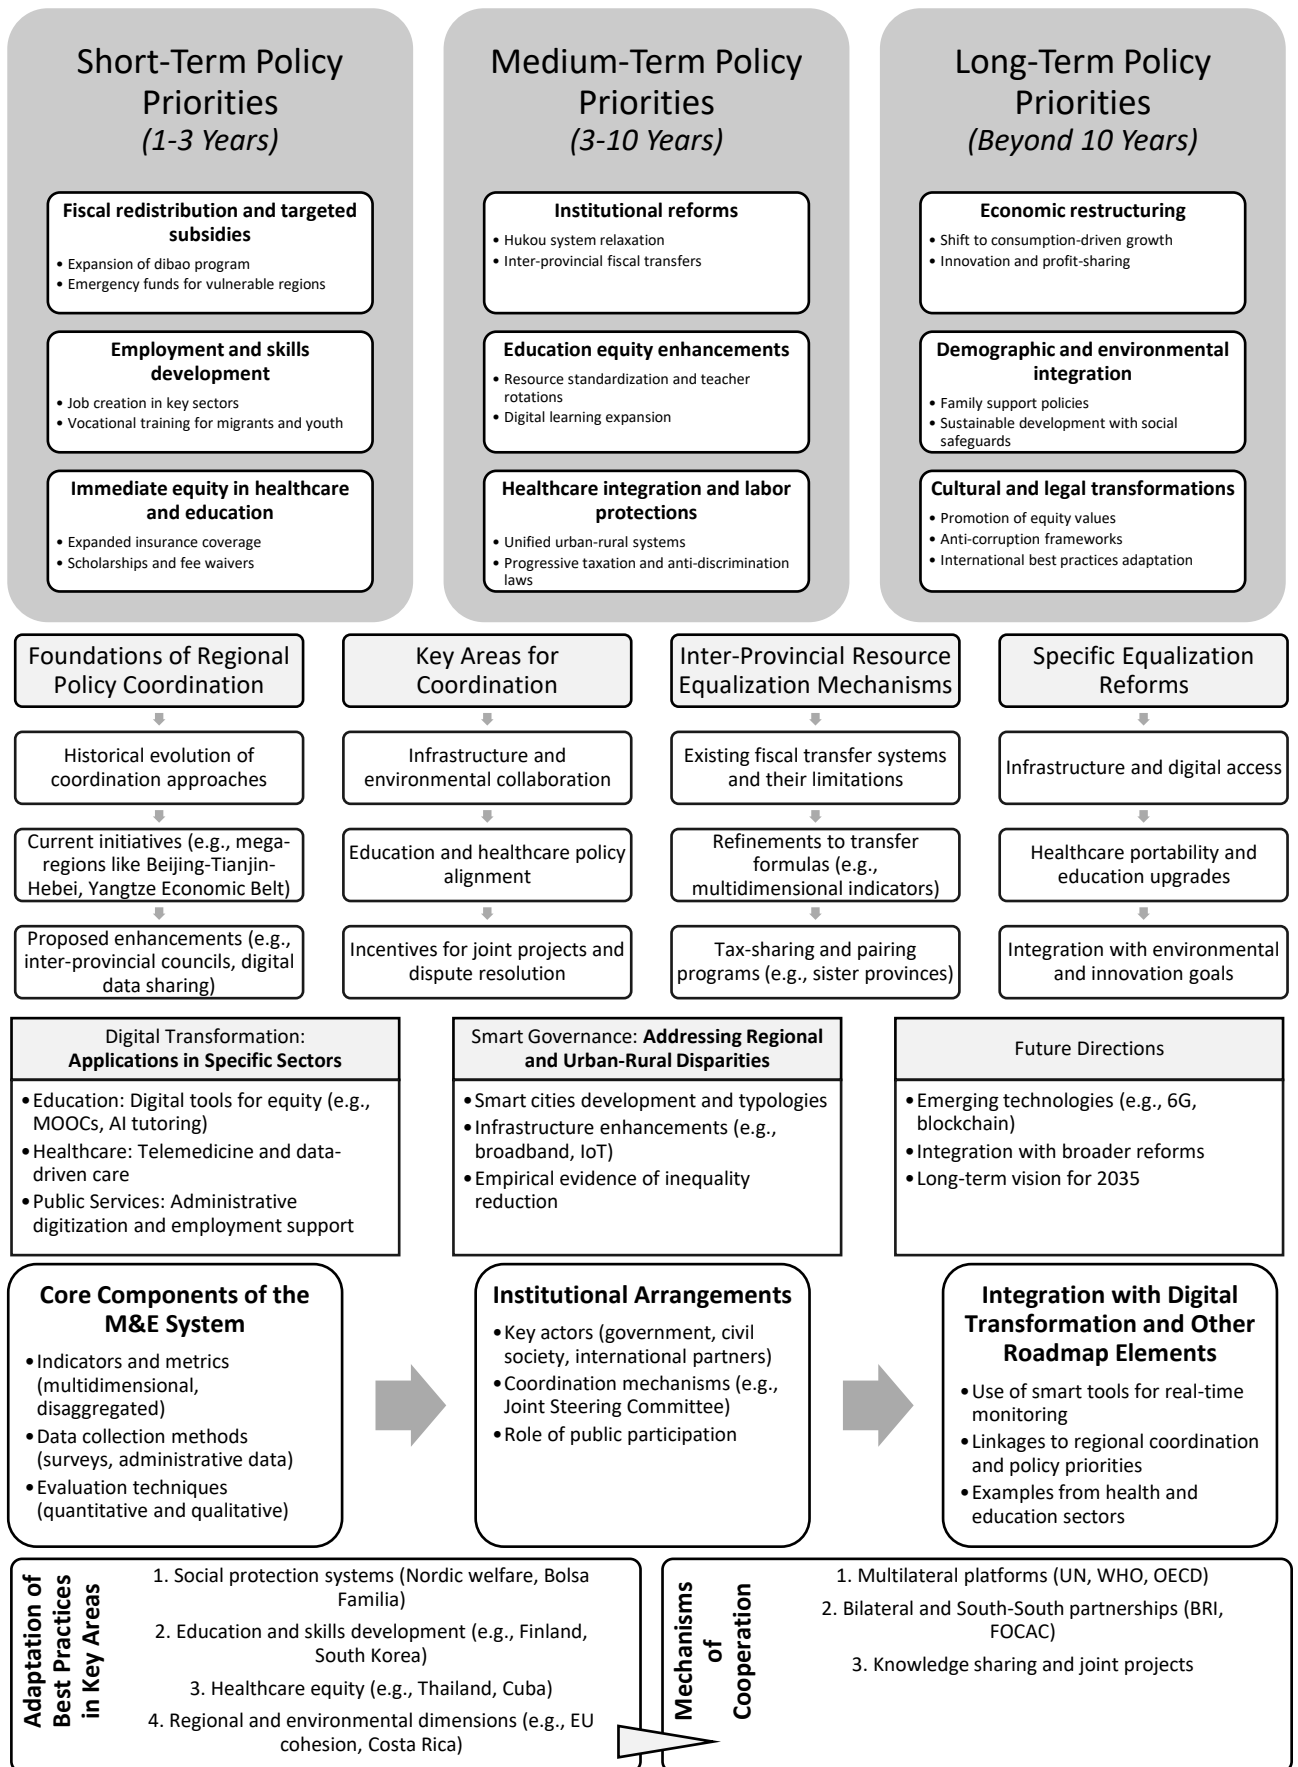 Short-Term Policy
Priorities
(1-3 Years)
Fiscal redistribution and targeted
subsidies
• Expansion of dibao program
• Emergency funds for vulnerable regions
Employment and skills
development
• Job creation in key sectors
• Vocational training for migrants and youth
Immediate equity in healthcare
and education
• Expanded insurance coverage
• Scholarships and fee waivers
Medium-Term Policy
Priorities
(3-10 Years)
Institutional reforms
• Hukou system relaxation
• Inter-provincial fiscal transfers
Education equity enhancements
• Resource standardization and teacher
rotations
• Digital learning expansion
Healthcare integration and labor
protections
• Unified urban-rural systems
• Progressive taxation and anti-discrimination
laws
Long-Term Policy
Priorities
(Beyond 10 Years)
Economic restructuring
• Shift to consumption-driven growth
• Innovation and profit-sharing
Demographic and environmental
integration
• Family support policies
• Sustainable development with social
safeguards
Cultural and legal transformations
• Promotion of equity values
• Anti-corruption frameworks
• International best practices adaptation
Foundations of Regional
Policy Coordination
Historical evolution of
coordination approaches
Current initiatives (e.g., mega-
regions like Beijing-Tianjin-
Hebei, Yangtze Economic Belt)
Proposed enhancements (e.g.,
inter-provincial councils, digital
data sharing)
Key Areas for
Coordination
Infrastructure and
environmental collaboration
Education and healthcare policy
alignment
Incentives for joint projects and
dispute resolution
Inter-Provincial Resource
Equalization Mechanisms
Existing fiscal transfer systems
and their limitations
Refinements to transfer
formulas (e.g.,
multidimensional indicators)
Tax-sharing and pairing
programs (e.g., sister provinces)
Specific Equalization
Reforms
Infrastructure and digital access
Healthcare portability and
education upgrades
Integration with environmental
and innovation goals
Digital Transformation:
Applications in Specific Sectors
• Education: Digital tools for equity (e.g.,
MOOCs, AI tutoring)
• Healthcare: Telemedicine and data-
driven care
• Public Services: Administrative
digitization and employment support
Smart Governance: Addressing Regional
and Urban-Rural Disparities
• Smart cities development and typologies
• Infrastructure enhancements (e.g.,
broadband, IoT)
• Empirical evidence of inequality
reduction
Future Directions
• Emerging technologies (e.g., 6G,
blockchain)
• Integration with broader reforms
• Long-term vision for 2035
Core Components of the
M&E System
• Indicators and metrics
(multidimensional,
disaggregated)
• Data collection methods
(surveys, administrative data)
• Evaluation techniques
(quantitative and qualitative)
Institutional Arrangements
• Key actors (government, civil
society, international partners)
• Coordination mechanisms (e.g.,
Joint Steering Committee)
• Role of public participation
Integration with Digital
Transformation and Other
Roadmap Elements
• Use of smart tools for real-time
monitoring
• Linkages to regional coordination
and policy priorities
• Examples from health and
education sectors
Adaptation of
Best Practices
in Key Areas
1. Social protection systems (Nordic welfare, Bolsa
Familia)
2. Education and skills development (e.g., Finland,
South Korea)
3. Healthcare equity (e.g., Thailand, Cuba)
4. Regional and environmental dimensions (e.g., EU
cohesion, Costa Rica)
Mechanisms
of
Cooperation
1. Multilateral platforms (UN, WHO, OECD)
2. Bilateral and South-South partnerships (BRI,
FOCAC)
3. Knowledge sharing and joint projects